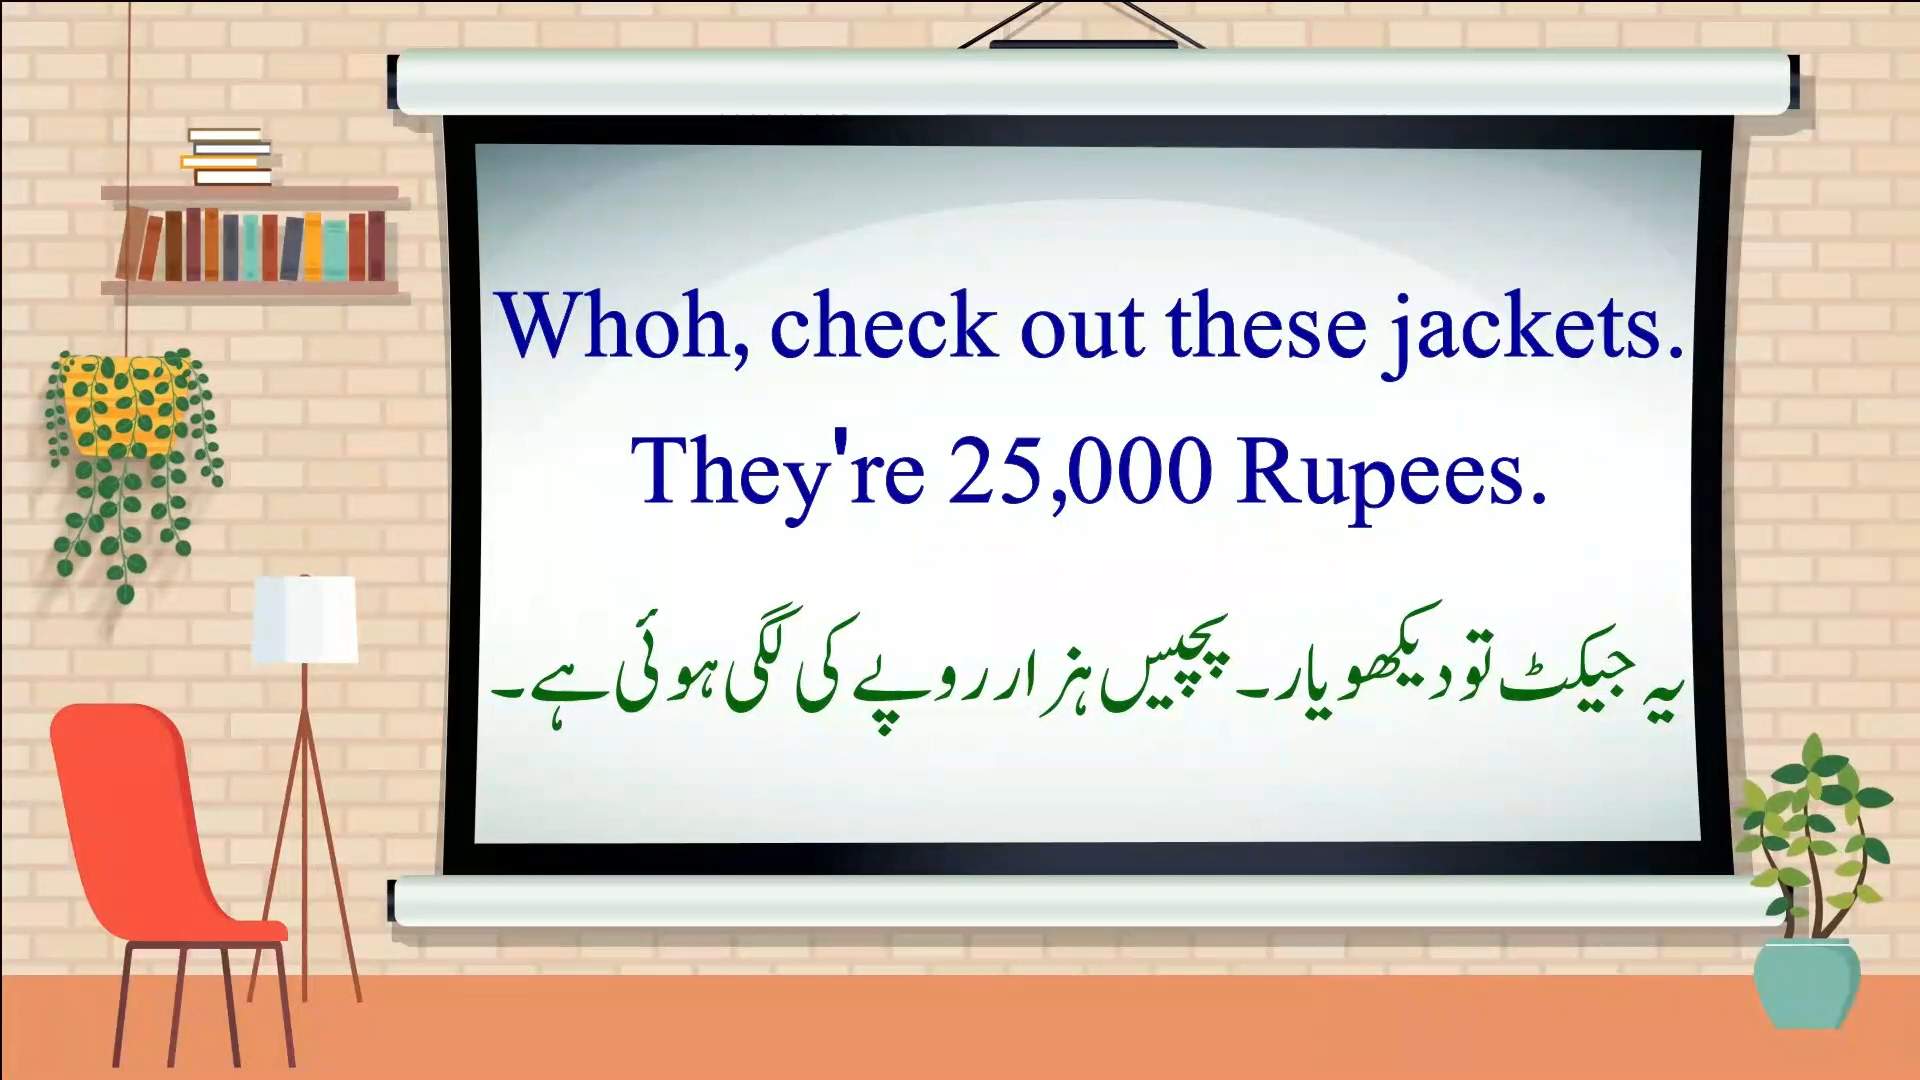 Whoh, check out these jackets.
They're 25,000 Rupees.
یہ جیکٹ تو دیکھو یار۔ پچپیس ہزار روپے کی لگی ہوئی ہے۔